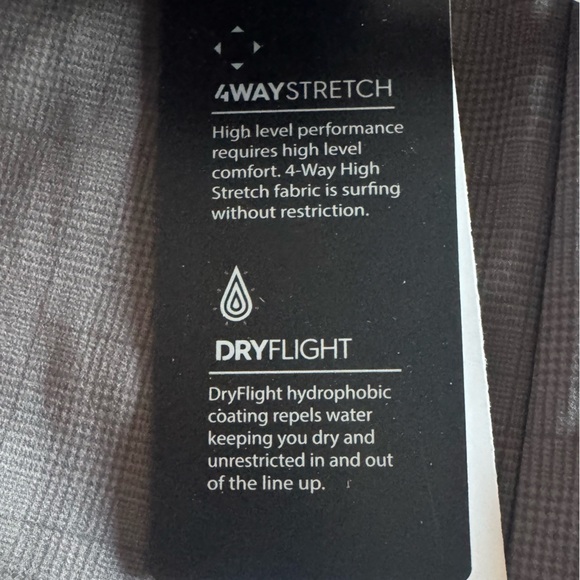 4WAYSTRETCH
High level performance
requires high level
comfort. 4-Way High
Stretch fabric is surfing
without restriction.
DRYFLIGHT
DryFlight hydrophobic
coating repels water
keeping you dry and
unrestricted in and out
of the line up.